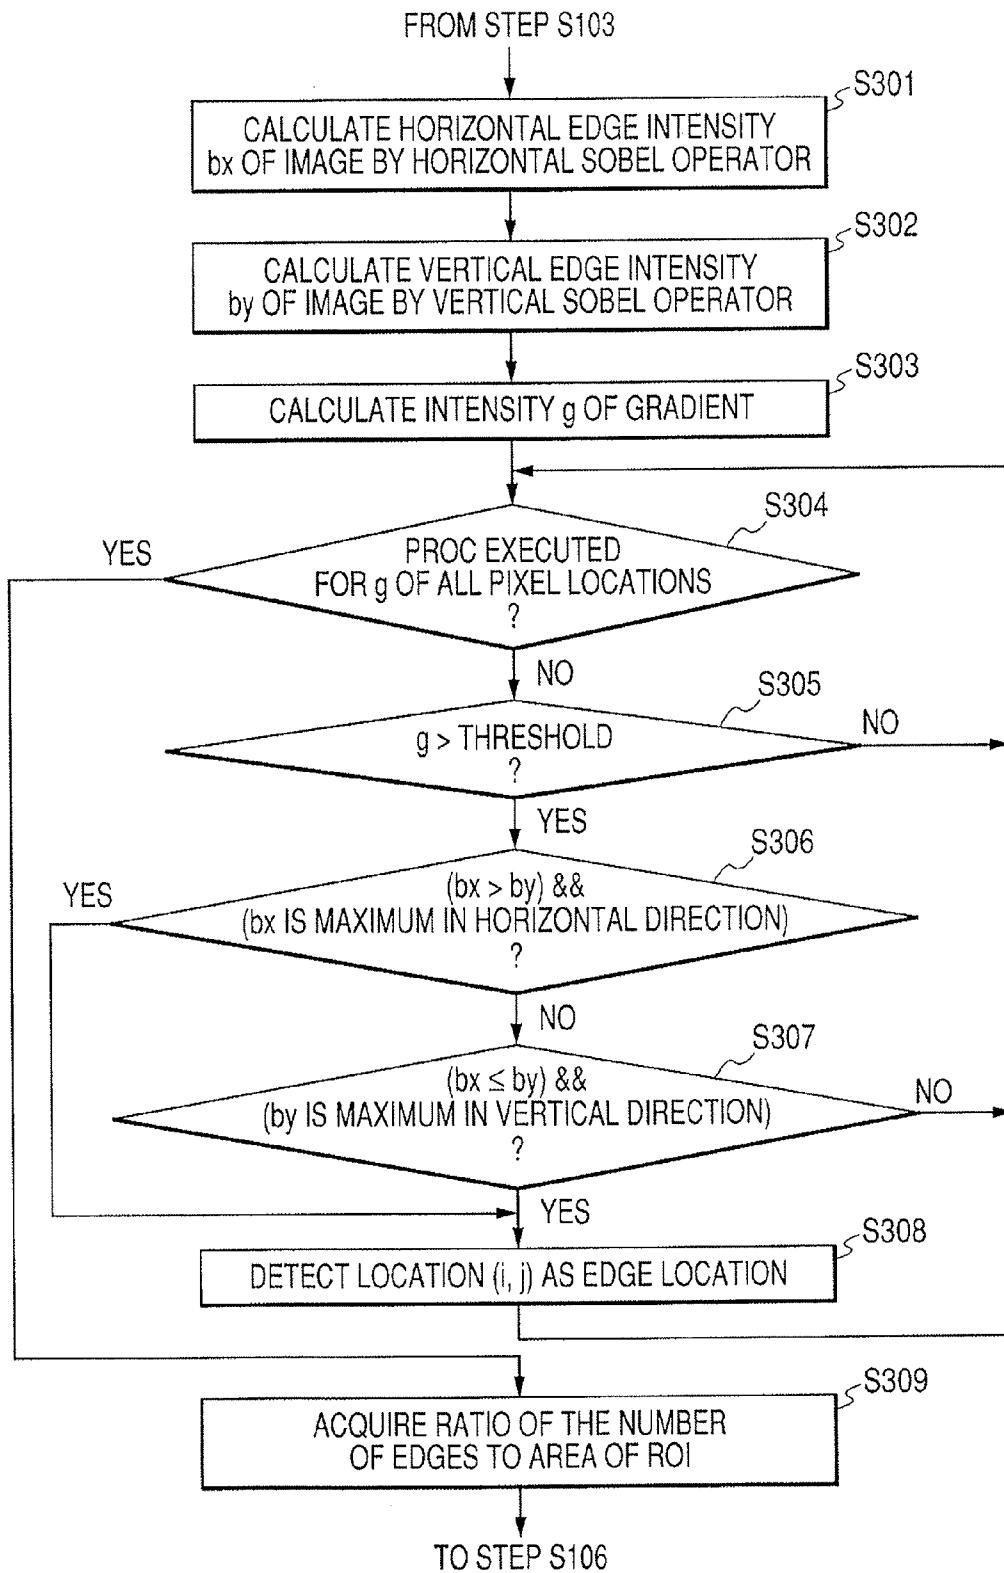 FROM STEP S103
S301
CALCULATE HORIZONTAL EDGE INTENSITY
bx OF IMAGE BY HORIZONTAL SOBEL OPERATOR
S302
CALCULATE VERTICAL EDGE INTENSITY
by OF IMAGE BY VERTICAL SOBEL OPERATOR
S303
CALCULATE INTENSITY g OF GRADIENT
S304
YES
PROC EXECUTED
FOR g OF ALL PIXEL LOCATIONS
?
NO
S305
NO
g > THRESHOLD
?
YES
S306
YES
(bx > by) &&
(bx IS MAXIMUM IN HORIZONTAL DIRECTION)
?
NO
S307
(bx ≤ by) &&
NO
(by IS MAXIMUM IN VERTICAL DIRECTION)
?
YES
S308
DETECT LOCATION (i, j) AS EDGE LOCATION
S309
ACQUIRE RATIO OF THE NUMBER
OF EDGES TO AREA OF ROI
TO STEP S106